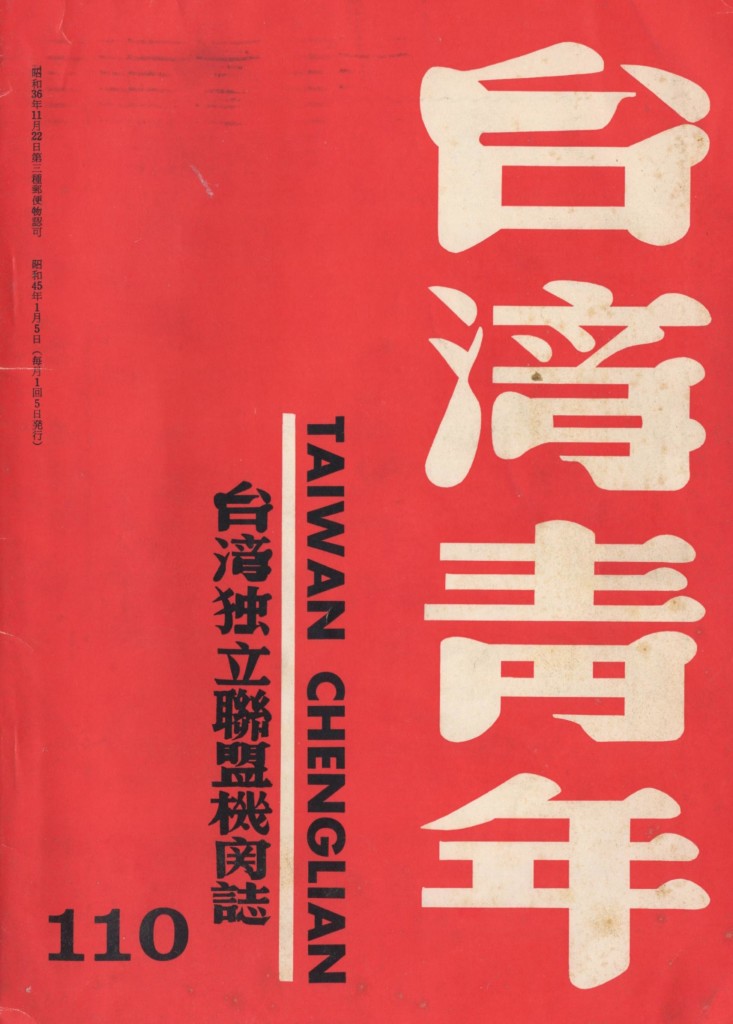 台湾青年
TAIWAN CHENGLIAN
台湾独立聯盟機関誌
110
昭和36年11月22日第三種郵便物認可 昭和45年1月5日（毎月1回5日発行）